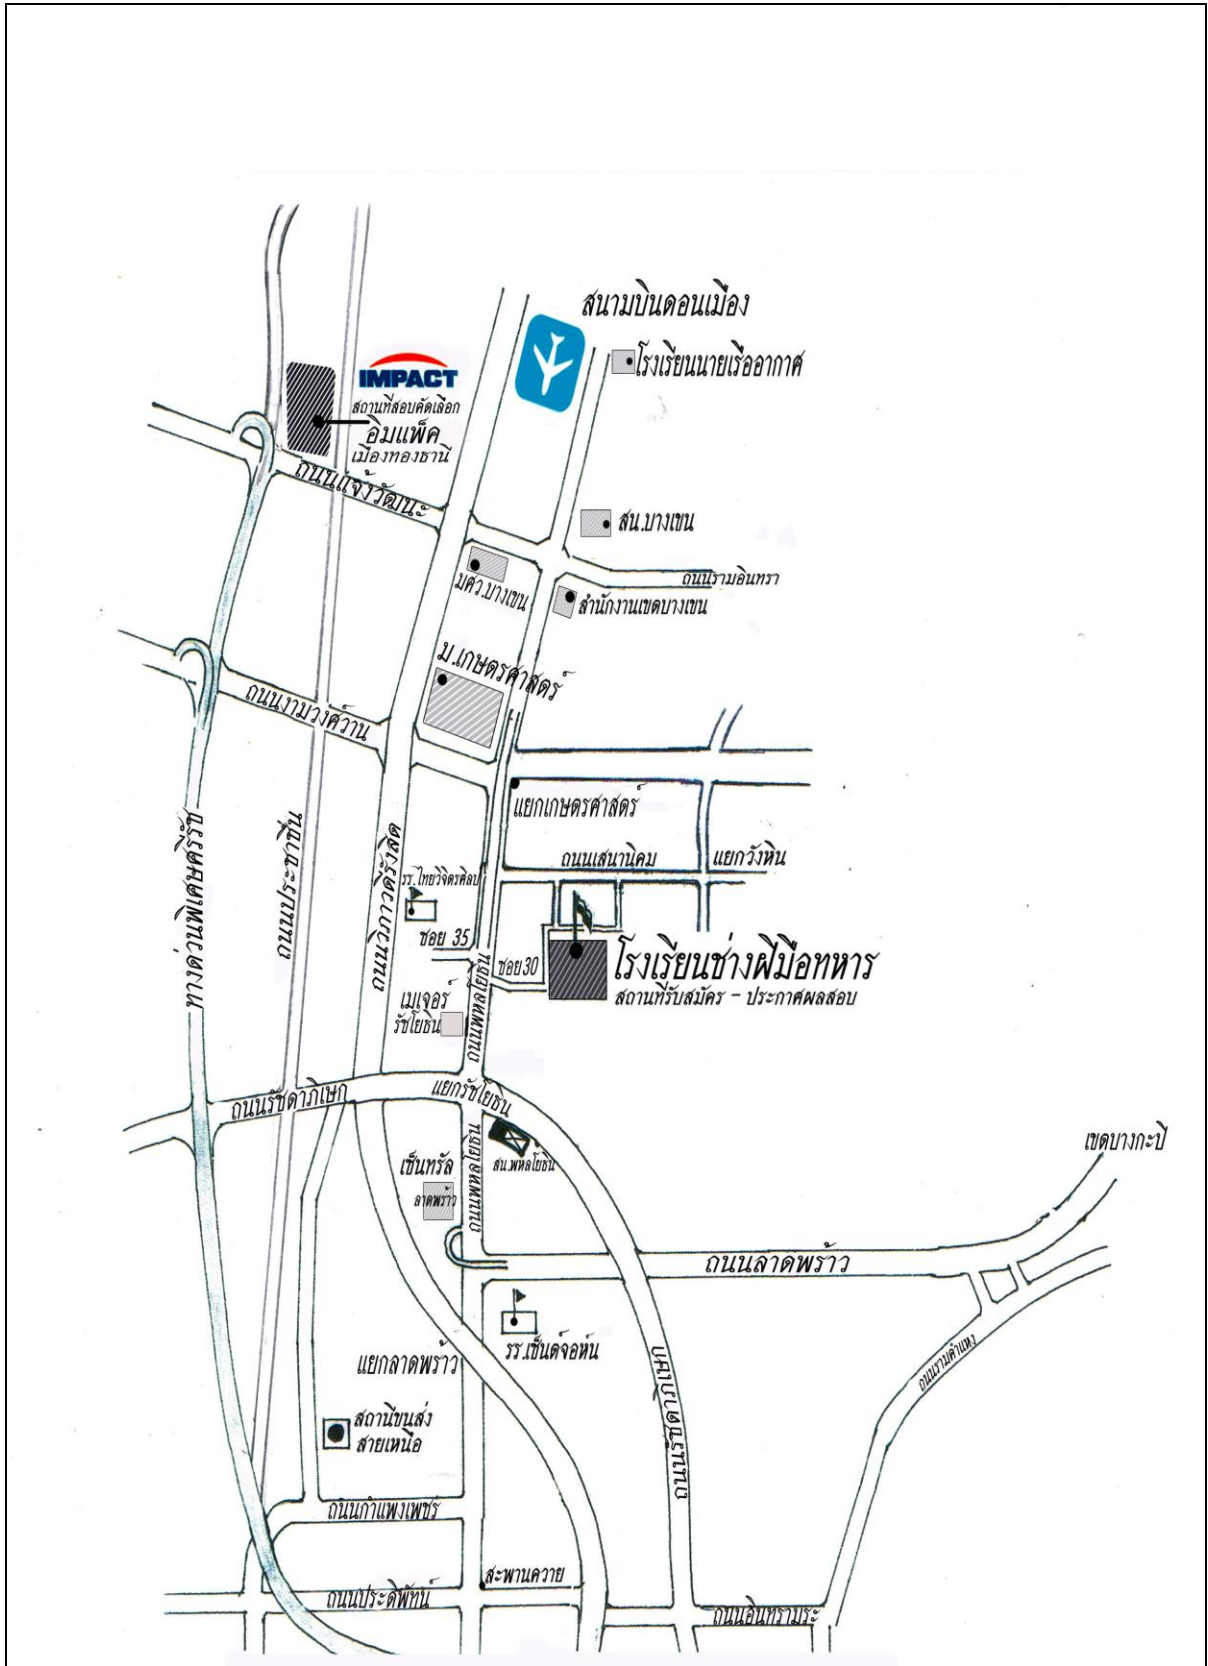 สนามบินดอนเมือง
โรงเรียนนายเรืออากาศ
IMPACT
สถานที่สอบคัดเลือก
อิมแพ็ค
เมืองทองธานี
ถนนแจ้งวัฒนะ
สน.บางเขน
ถนนรามอินทรา
มศว.บางเขน
สำนักงานเขตบางเขน
ม.เกษตรศาสตร์
ถนนงามวงศ์วาน
แยกเกษตรศาสตร์
ทางด่วนพิเศษศรีรัช
ถนนประชาชื่น
ถนนวิภาวดีรังสิต
ถนนเสนานิคม
แยกวังหิน
รร.ไทยวิจิตรศิลป
ซอย 35
ซอย30
โรงเรียนช่างฝีมือทหาร
สถานที่รับสมัคร - ประกาศผลสอบ
เมเจอร์
รัชโยธิน
ถนนพหลโยธิน
ถนนรัชดาภิเษก
แยกรัชโยธิน
สน.พหลโยธิน
เขตบางกะปิ
เซ็นทรัล
ลาดพร้าว
ถนนพหลโยธิน
ถนนลาดพร้าว
รร.เซ็นต์จอห์น
แยกลาดพร้าว
ถนนรัชดาภิเษก
ถนนรามคำแหง
สถานีขนส่ง
สายเหนือ
ถนนกำแพงเพชร
สะพานควาย
ถนนประดิพัทน์
ถนนอินทรามระ